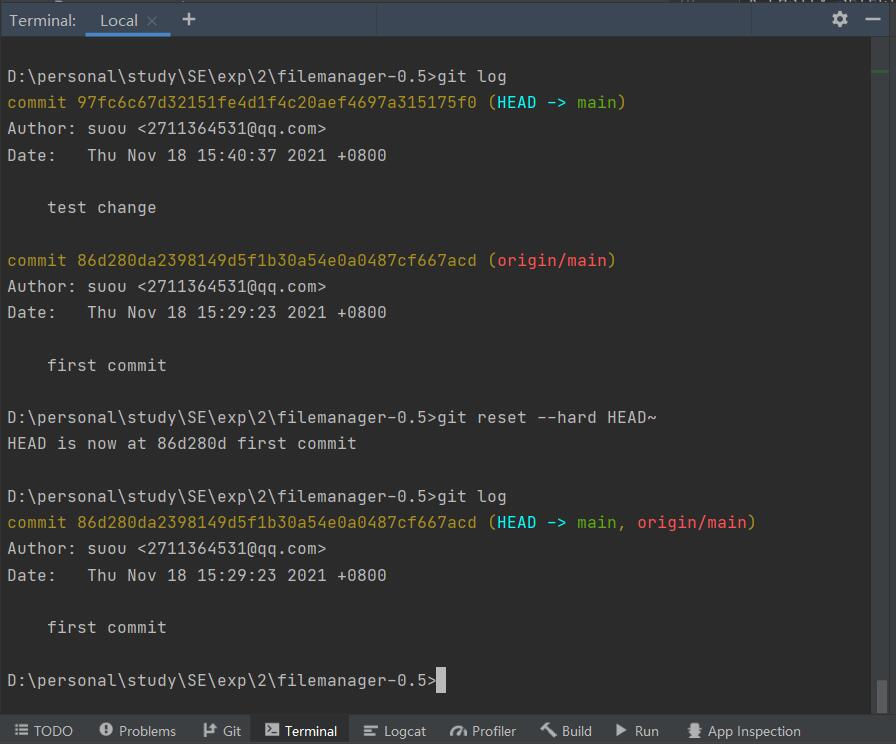 Terminal: Local × +
D:\personal\study\SE\exp\2\filemanager-0.5>git log
commit 97fc6c67d32151fe4d1f4c20aef4697a315175f0 (HEAD -> main)
Author: suou <2711364531@qq.com>
Date:   Thu Nov 18 15:40:37 2021 +0800
    test change
commit 86d280da2398149d5f1b30a54e0a0487cf667acd (origin/main)
Author: suou <2711364531@qq.com>
Date:   Thu Nov 18 15:29:23 2021 +0800
    first commit
D:\personal\study\SE\exp\2\filemanager-0.5>git reset --hard HEAD~
HEAD is now at 86d280d first commit
D:\personal\study\SE\exp\2\filemanager-0.5>git log
commit 86d280da2398149d5f1b30a54e0a0487cf667acd (HEAD -> main, origin/main)
Author: suou <2711364531@qq.com>
Date:   Thu Nov 18 15:29:23 2021 +0800
    first commit
D:\personal\study\SE\exp\2\filemanager-0.5>
TODO Problems Git Terminal Logcat Profiler Build Run App Inspection